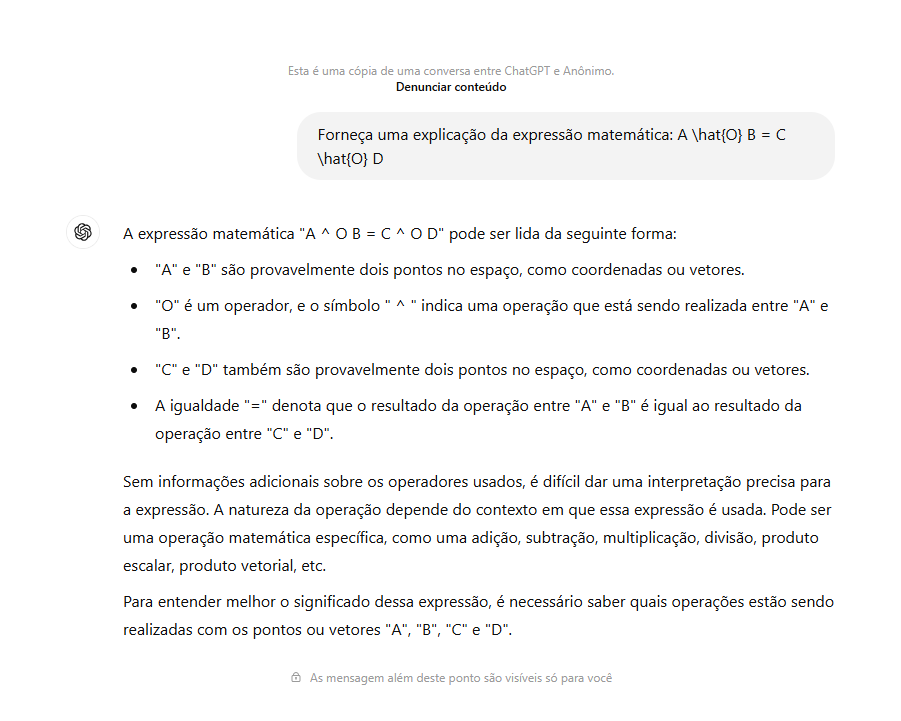 Esta é uma cópia de uma conversa entre ChatGPT e Anônimo.
Denunciar conteúdo
Forneça uma explicação da expressão matemática: A \hat{O} B = C
\hat{O} D
A expressão matemática "A ^ O B = C ^ O D" pode ser lida da seguinte forma:
• "A" e "B" são provavelmente dois pontos no espaço, como coordenadas ou vetores.
• "O" é um operador, e o símbolo " ^ " indica uma operação que está sendo realizada entre "A" e
"B".
• "C" e "D" também são provavelmente dois pontos no espaço, como coordenadas ou vetores.
• A igualdade "=" denota que o resultado da operação entre "A" e "B" é igual ao resultado da
operação entre "C" e "D".
Sem informações adicionais sobre os operadores usados, é difícil dar uma interpretação precisa para
a expressão. A natureza da operação depende do contexto em que essa expressão é usada. Pode ser
uma operação matemática específica, como uma adição, subtração, multiplicação, divisão, produto
escalar, produto vetorial, etc.
Para entender melhor o significado dessa expressão, é necessário saber quais operações estão sendo
realizadas com os pontos ou vetores "A", "B", "C" e "D".
As mensagem além deste ponto são visíveis só para você